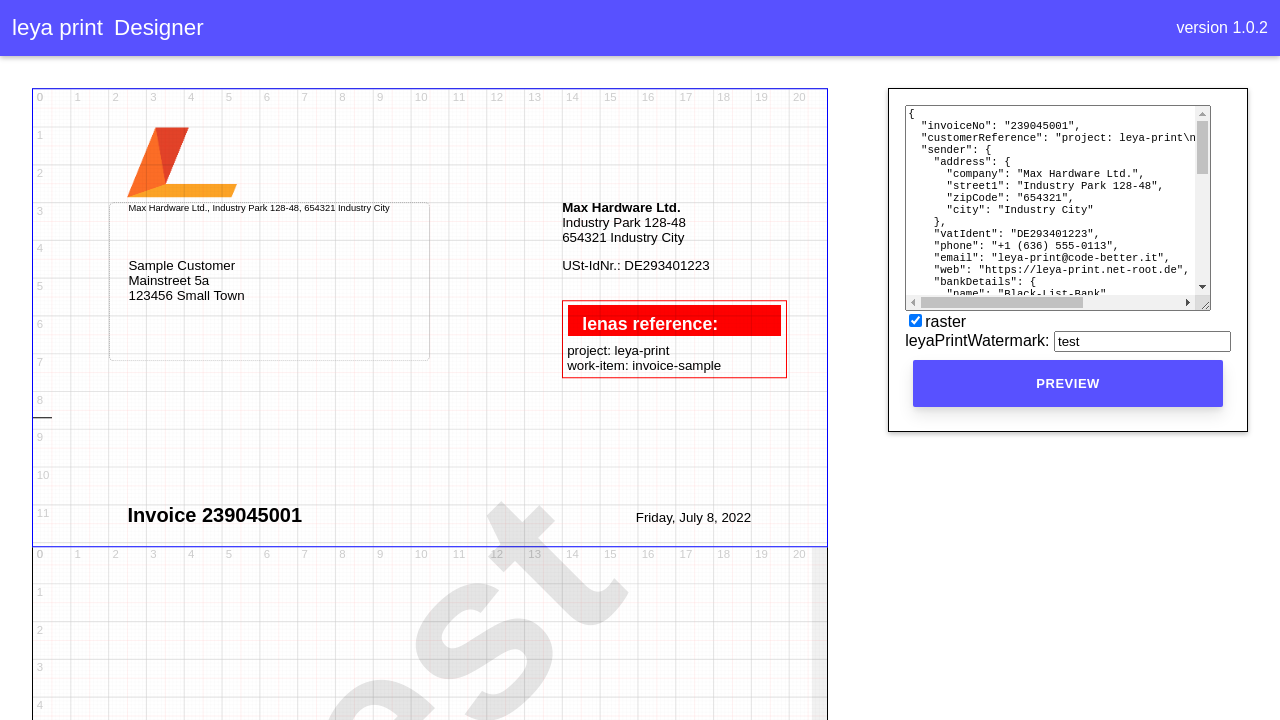 leya print Designer
version 1.0.2
0 1 2 3 4 5 6 7 8 9 10 11 12 13 14 15 16 17 18 19 20
1
2
3
4
5
6
7
8
9
10
11
Max Hardware Ltd., Industry Park 128-48, 654321 Industry City
Sample Customer
Mainstreet 5a
123456 Small Town
Max Hardware Ltd.
Industry Park 128-48
654321 Industry City
USt-IdNr.: DE293401223
lenas reference:
project: leya-print
work-item: invoice-sample
Invoice 239045001
Friday, July 8, 2022
0 1 2 3 4 5 6 7 8 9 10 11 12 13 14 15 16 17 18 19 20
1
2
3
4
est
{
"invoiceNo": "239045001",
"customerReference": "project: leya-print\n
"sender": {
"address": {
"company": "Max Hardware Ltd.",
"street1": "Industry Park 128-48",
"zipCode": "654321",
"city": "Industry City"
},
"vatIdent": "DE293401223",
"phone": "+1 (636) 555-0113",
"email": "leya-print@code-better.it",
"web": "https://leya-print.net-root.de",
"bankDetails": {
"name": "Black-List-Bank"
raster
leyaPrintWatermark: test
PREVIEW